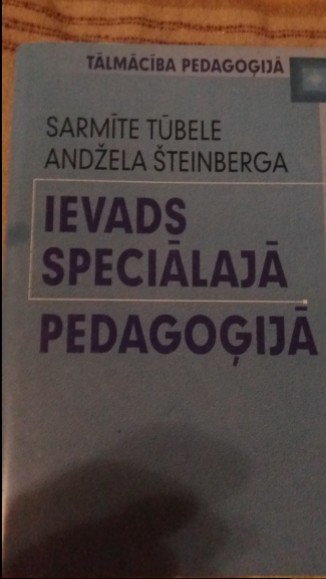 TĀLMĀCĪBA PEDAGOĢIJĀ
SARMĪTE TŪBELE
ANDŽELA ŠTEINBERGA
IEVADS
SPECIĀLAJĀ
PEDAGOĢIJĀ